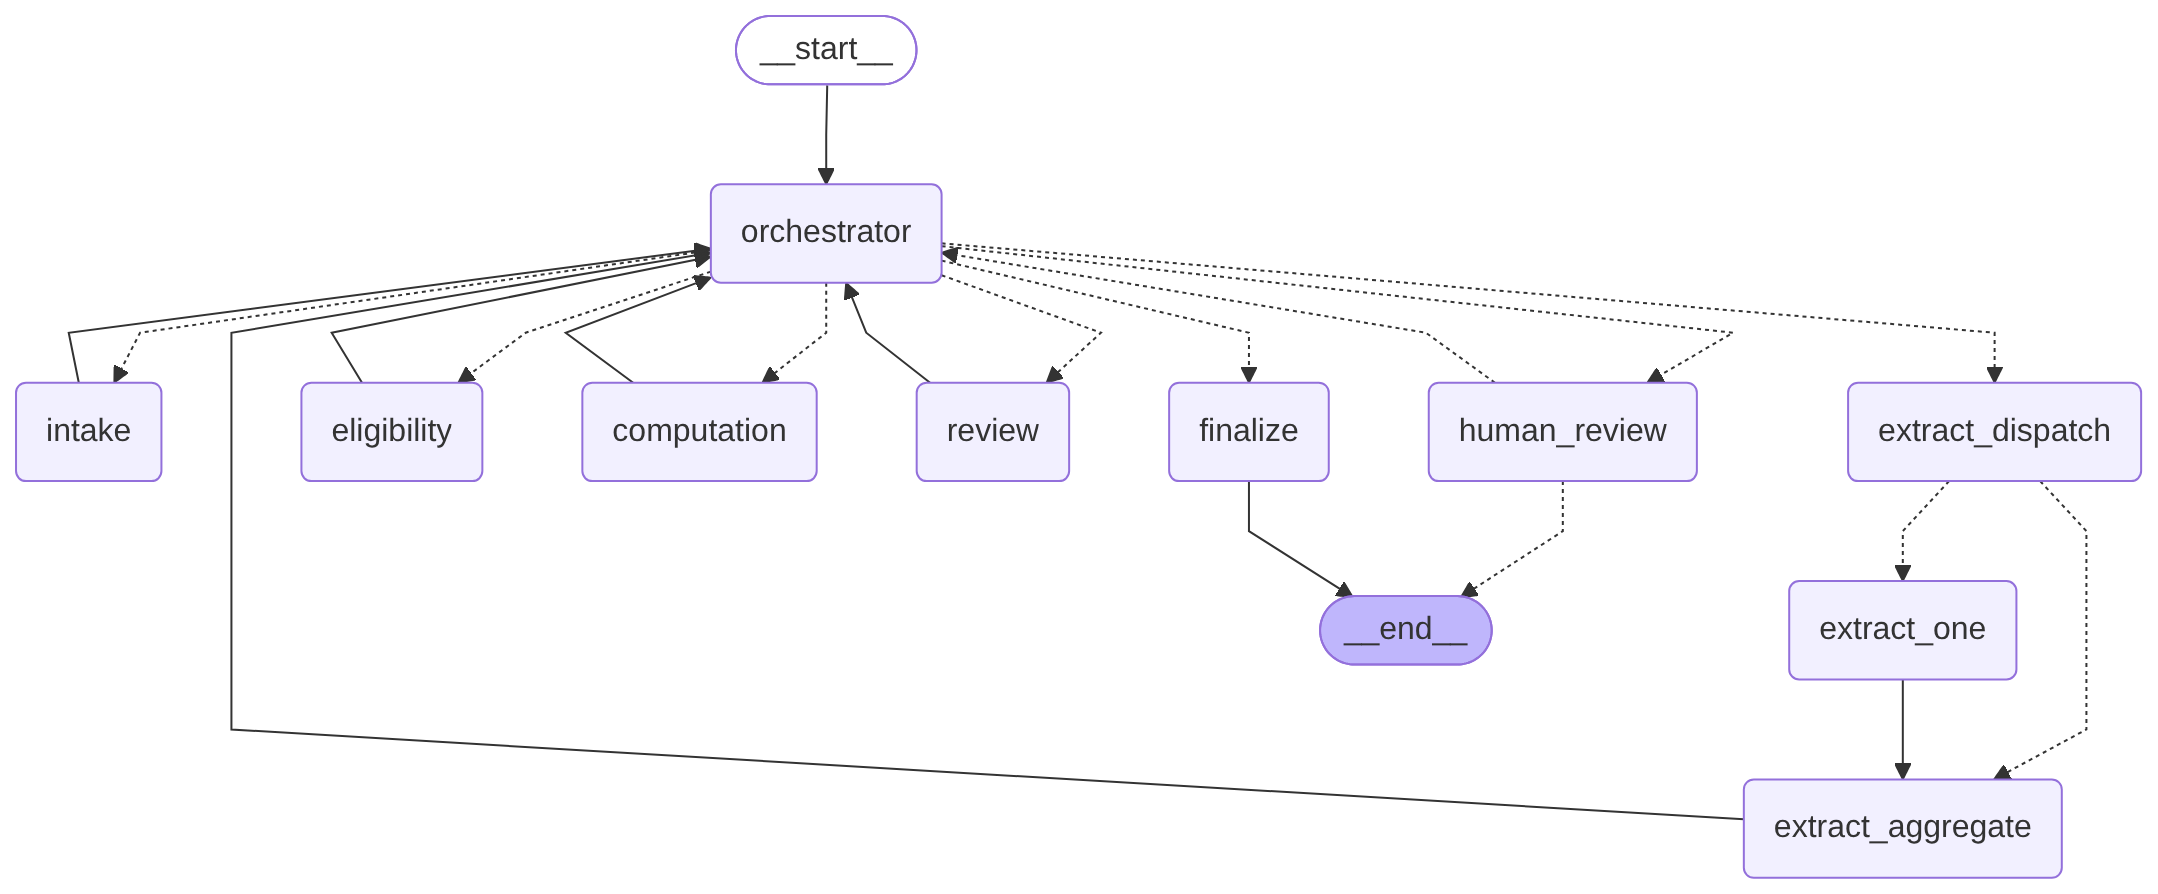 __start__
orchestrator
intake
eligibility
computation
review
finalize
human_review
extract_dispatch
extract_one
__end__
extract_aggregate